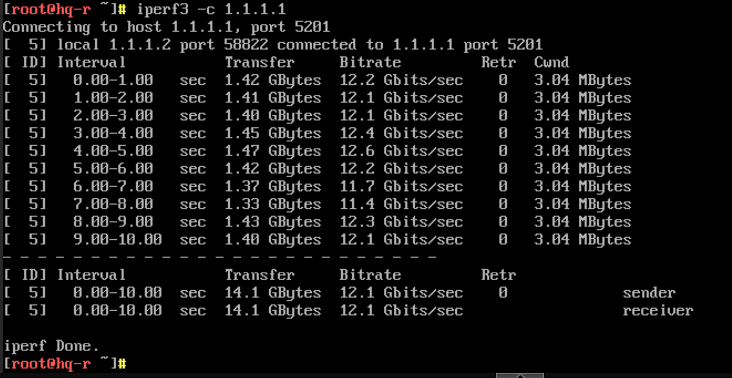 [root@hq-r ~]# iperf3 -c 1.1.1.1
Connecting to host 1.1.1.1, port 5201
[  5] local 1.1.1.2 port 58822 connected to 1.1.1.1 port 5201
[ ID] Interval           Transfer     Bitrate         Retr  Cwnd
[  5]   0.00-1.00   sec  1.42 GBytes  12.2 Gbits/sec    0   3.04 MBytes
[  5]   1.00-2.00   sec  1.41 GBytes  12.1 Gbits/sec    0   3.04 MBytes
[  5]   2.00-3.00   sec  1.40 GBytes  12.1 Gbits/sec    0   3.04 MBytes
[  5]   3.00-4.00   sec  1.45 GBytes  12.4 Gbits/sec    0   3.04 MBytes
[  5]   4.00-5.00   sec  1.47 GBytes  12.6 Gbits/sec    0   3.04 MBytes
[  5]   5.00-6.00   sec  1.42 GBytes  12.2 Gbits/sec    0   3.04 MBytes
[  5]   6.00-7.00   sec  1.37 GBytes  11.7 Gbits/sec    0   3.04 MBytes
[  5]   7.00-8.00   sec  1.33 GBytes  11.4 Gbits/sec    0   3.04 MBytes
[  5]   8.00-9.00   sec  1.43 GBytes  12.3 Gbits/sec    0   3.04 MBytes
[  5]   9.00-10.00  sec  1.40 GBytes  12.1 Gbits/sec    0   3.04 MBytes
- - - - - - - - - - - - - - - - - - - - - - - - -
[ ID] Interval           Transfer     Bitrate         Retr
[  5]   0.00-10.00  sec  14.1 GBytes  12.1 Gbits/sec    0             sender
[  5]   0.00-10.00  sec  14.1 GBytes  12.1 Gbits/sec                  receiver
iperf Done.
[root@hq-r ~]#